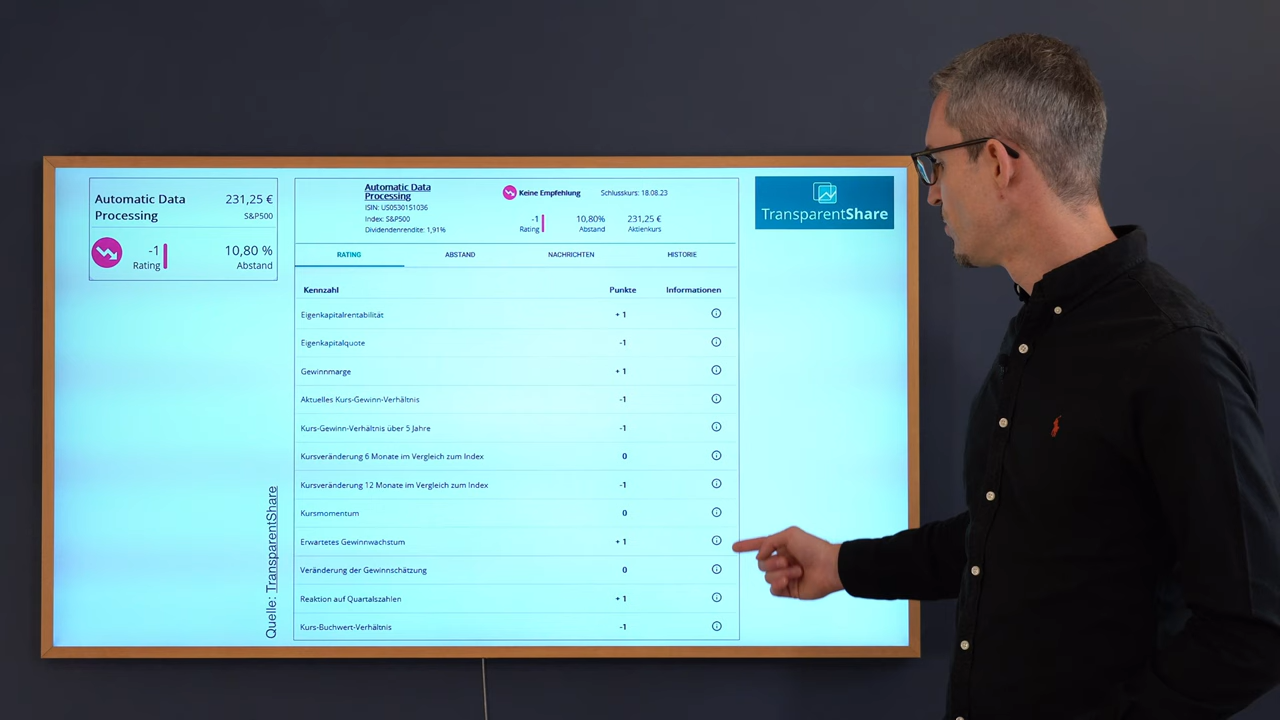 Automatic Data
Processing
231,25 €
S&P500
-1
Rating
10,80 %
Abstand
Automatic Data
Processing
ISIN: US0530151036
Index: S&P500
Dividendenrendite: 1,91%
Keine Empfehlung
Schlusskurs: 18.08.23
-1
Rating
10,80%
Abstand
231,25 €
Aktienkurs
RATING
ABSTAND
NACHRICHTEN
HISTORIE
Kennzahl Punkte Informationen
Eigenkapitalrentabilität + 1
Eigenkapitalquote -1
Gewinnmarge + 1
Aktuelles Kurs-Gewinn-Verhältnis -1
Kurs-Gewinn-Verhältnis über 5 Jahre -1
Kursveränderung 6 Monate im Vergleich zum Index 0
Kursveränderung 12 Monate im Vergleich zum Index -1
Kursmomentum 0
Erwartetes Gewinnwachstum + 1
Veränderung der Gewinnschätzung 0
Reaktion auf Quartalszahlen + 1
Kurs-Buchwert-Verhältnis -1
Quelle: TransparentShare
TransparentShare